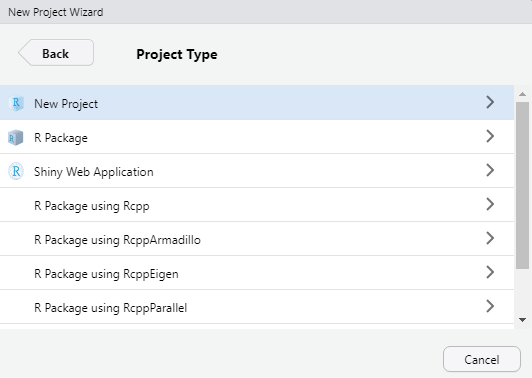 New Project Wizard
Back
Project Type
New Project
R Package
Shiny Web Application
R Package using Rcpp
R Package using RcppArmadillo
R Package using RcppEigen
R Package using RcppParallel
Cancel